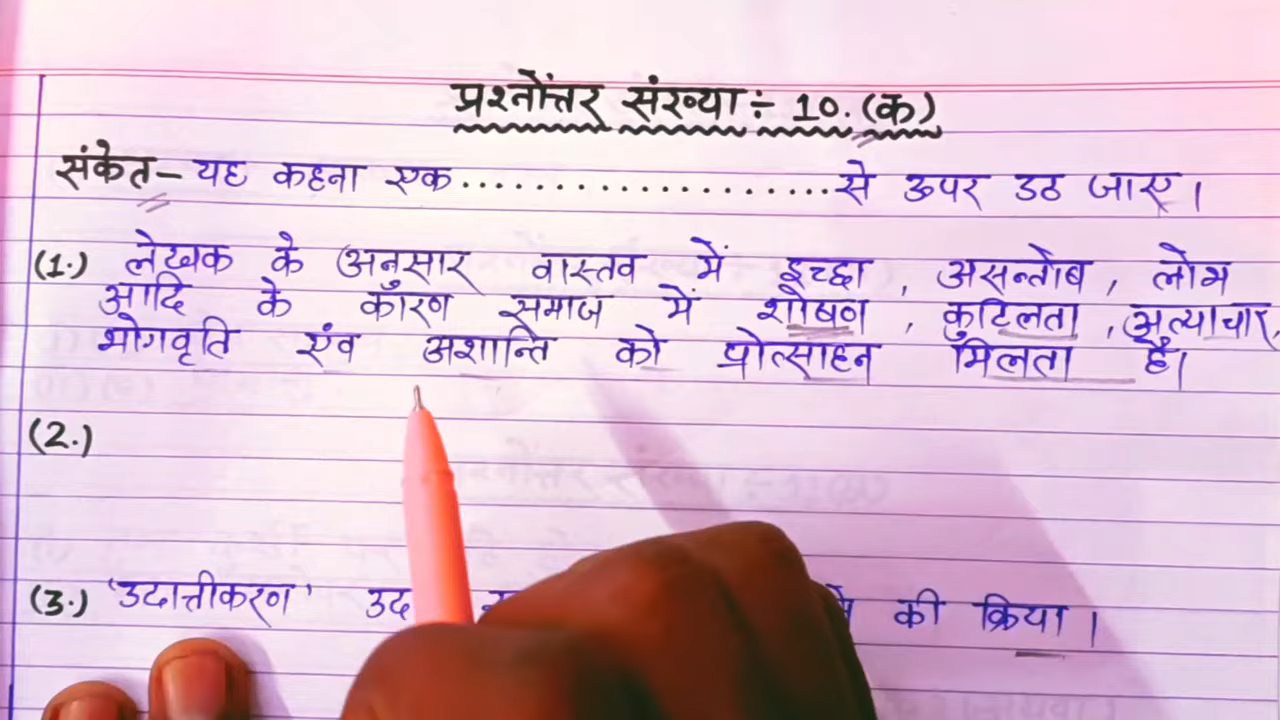 प्रश्नोंत्तर संख्या ÷ 10. (क)
संकेत – यह कहना एक....................से ऊपर उठ जाए।
(1.) लेखक के अनुसार वास्तव में इच्छा , असन्तोब , लोभ
आदि के कारण समाज में शोषण , कुटिलता , अत्याचार,
भोगवृति एंव अशान्ति को प्रोत्साहन मिलता है।
(2.)
(3.) 'उदात्तीकरण' की क्रिया ।